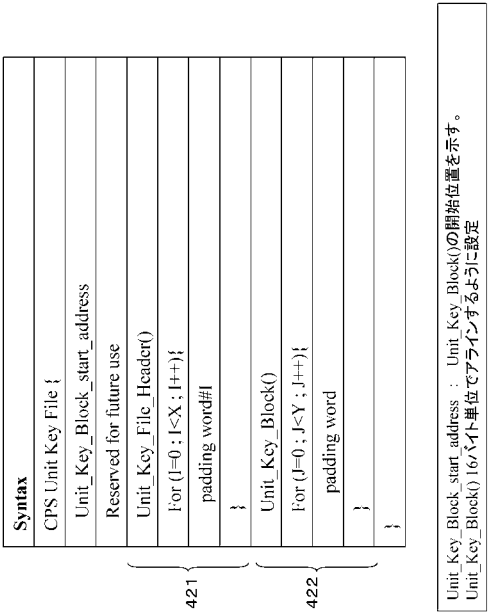 Syntax
CPS Unit Key File {
Unit_Key_Block_start_address
Reserved for future use
Unit_Key_File_Header()
For (I=0 ; I<X ; I++){
padding word#I
}
Unit_Key_Block()
For (J=0 ; J<Y ; J++){
padding word
}
}
421
422
Unit_Key_Block_start_address : Unit_Key_Block()の開始位置を示す。
Unit_Key_Block() 16バイト単位でアラインするように設定